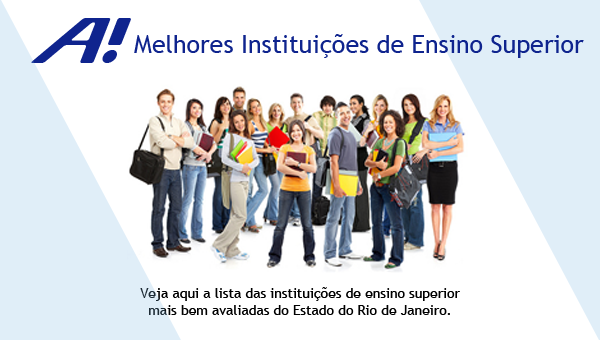 A! Melhores Instituições de Ensino Superior
Veja aqui a lista das instituições de ensino superior
mais bem avaliadas do Estado do Rio de Janeiro.